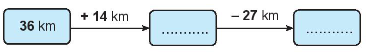 36 km + 14 km ........... – 27 km ...........